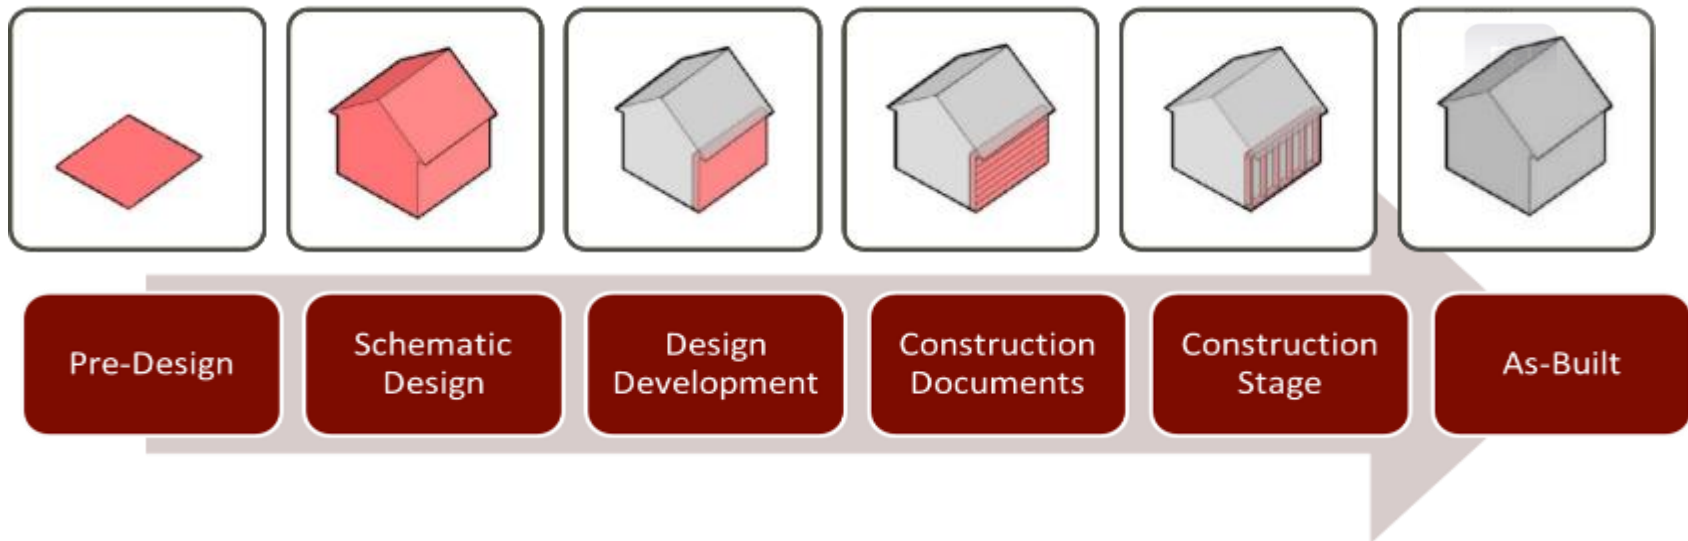 Pre-Design
Schematic
Design
Design
Development
Construction
Documents
Construction
Stage
As-Built